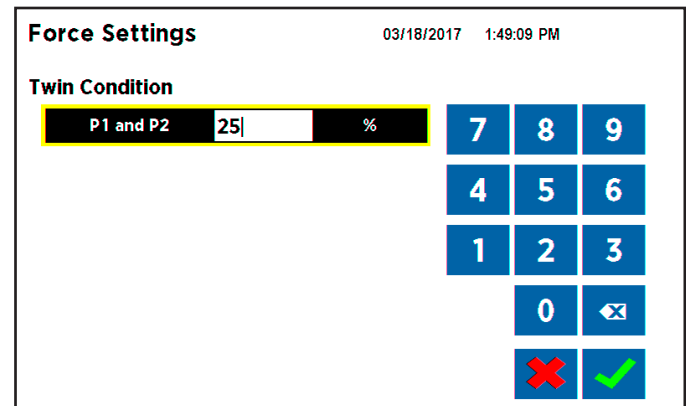 Force Settings 03/18/2017 1:49:09 PM
Twin Condition
P1 and P2 25 %
7 8 9
4 5 6
1 2 3
0